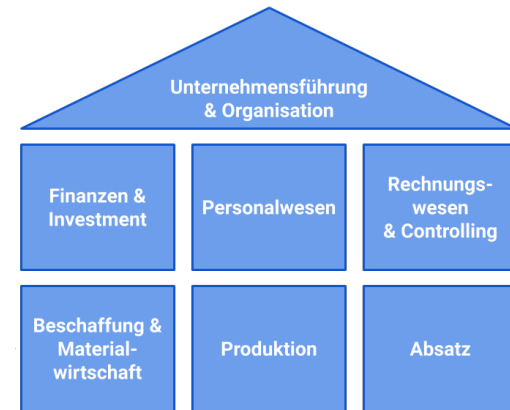 Unternehmensführung
& Organisation
Finanzen &
Investment
Personalwesen
Rechnungs-
wesen
& Controlling
Beschaffung &
Material-
wirtschaft
Produktion
Absatz